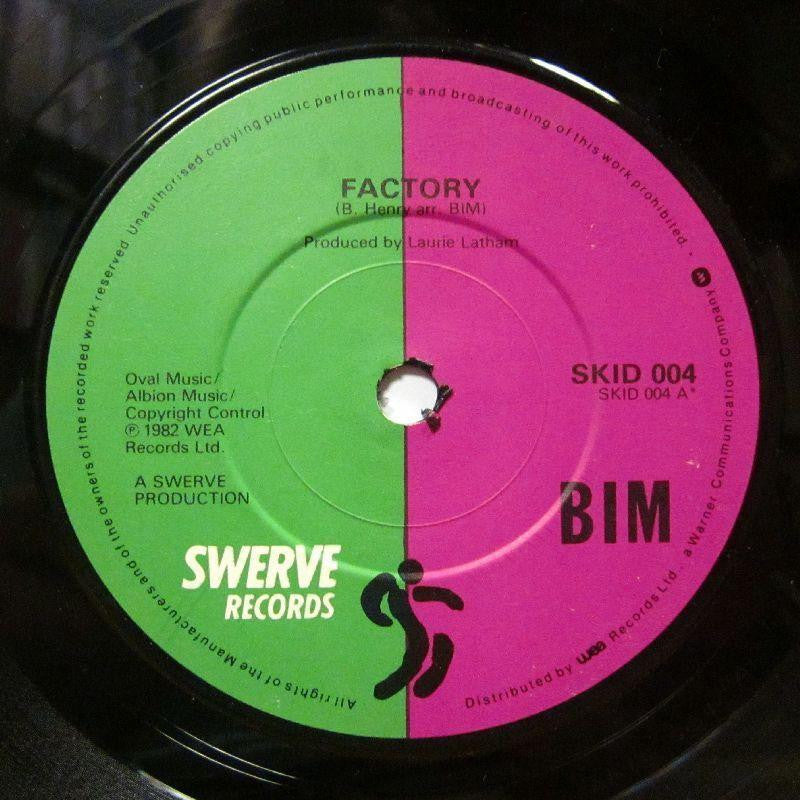 FACTORY
(B. Henry arr. BIM)
Produced by Laurie Latham
Oval Music/
Albion Music/
Copyright Control
℗ 1982 WEA
Records Ltd.
A SWERVE
PRODUCTION
SKID 004
SKID 004 A*
BIM
SWERVE
RECORDS
All rights of the Manufacturers and of the owners of the recorded work reserved. Unauthorised copying public performance and broadcasting of this work prohibited.
Distributed by wea Records Ltd. a Warner Communications Company